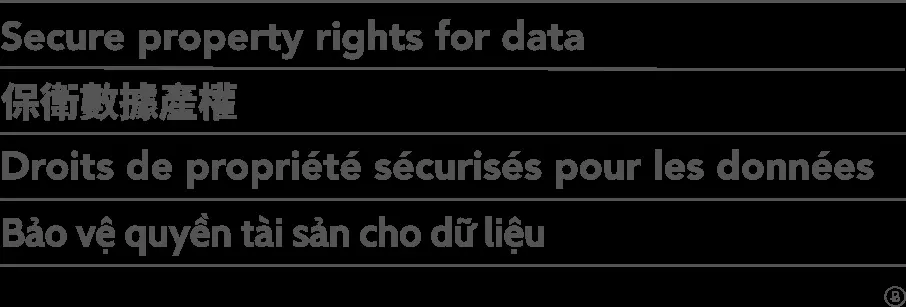 Secure property rights for data
保衛數據產權
Droits de propriété sécurisés pour les données
Bảo vệ quyền tài sản cho dữ liệu